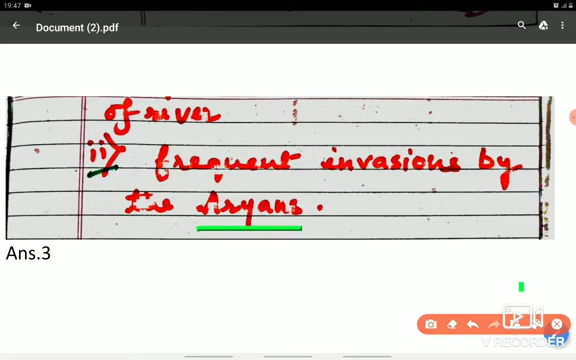 19:47
Document (2).pdf
of river
ii) frequent invasions by
the Aryans.
Ans.3
V RECORDER